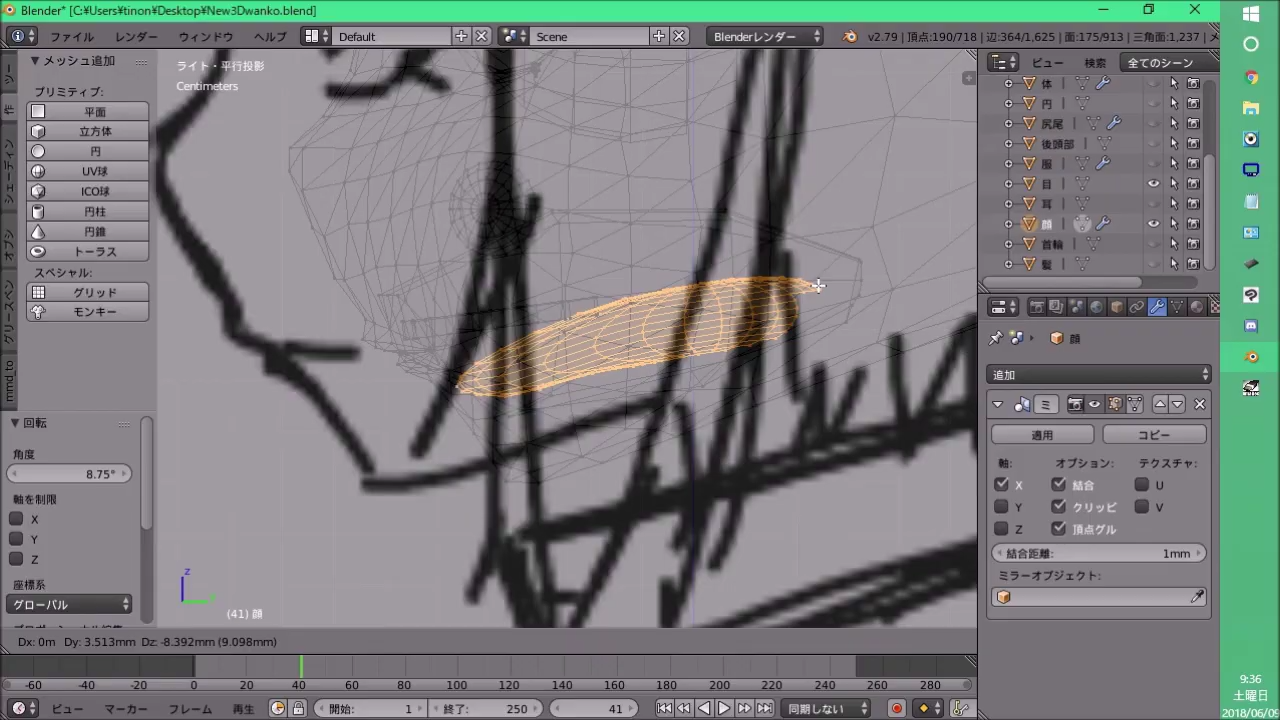 Blender* [C:¥Users¥tinon¥Desktop¥New3Dwanko.blend]
ファイル レンダー ウィンドウ ヘルプ Default Scene Blenderレンダー v2.79 | 頂点:190/718 | 辺:364/1,625 | 面:175/913 | 三角面:1,237 | メ
メッシュ追加
プリミティブ:
平面
立方体
円
UV球
ICO球
円柱
円錐
トーラス
スペシャル:
グリッド
モンキー
mmd_to
回転
角度
8.75°
軸を制限
X
Y
Z
座標系
グローバル
ライト・平行投影
Centimeters
(41) 顔
Dx: 0m Dy: 3.513mm Dz: -8.392mm (9.098mm)
-60 -40 -20 0 20 40 60 80 100 120 140 160 180 200 220 240 260 280
ビュー マーカー フレーム 再生 開始: 1 終了: 250 41 同期しない
ビュー 検索 全てのシーン
体
円
尻尾
後頭部
服
目
耳
顔
首輪
髪
顔
追加
ミ
適用 コピー
軸: オプション: テクスチャ:
X 結合 U
Y クリッピ V
Z 頂点グル
結合距離: 1mm
ミラーオブジェクト:
9:36
土曜日
2018/06/09